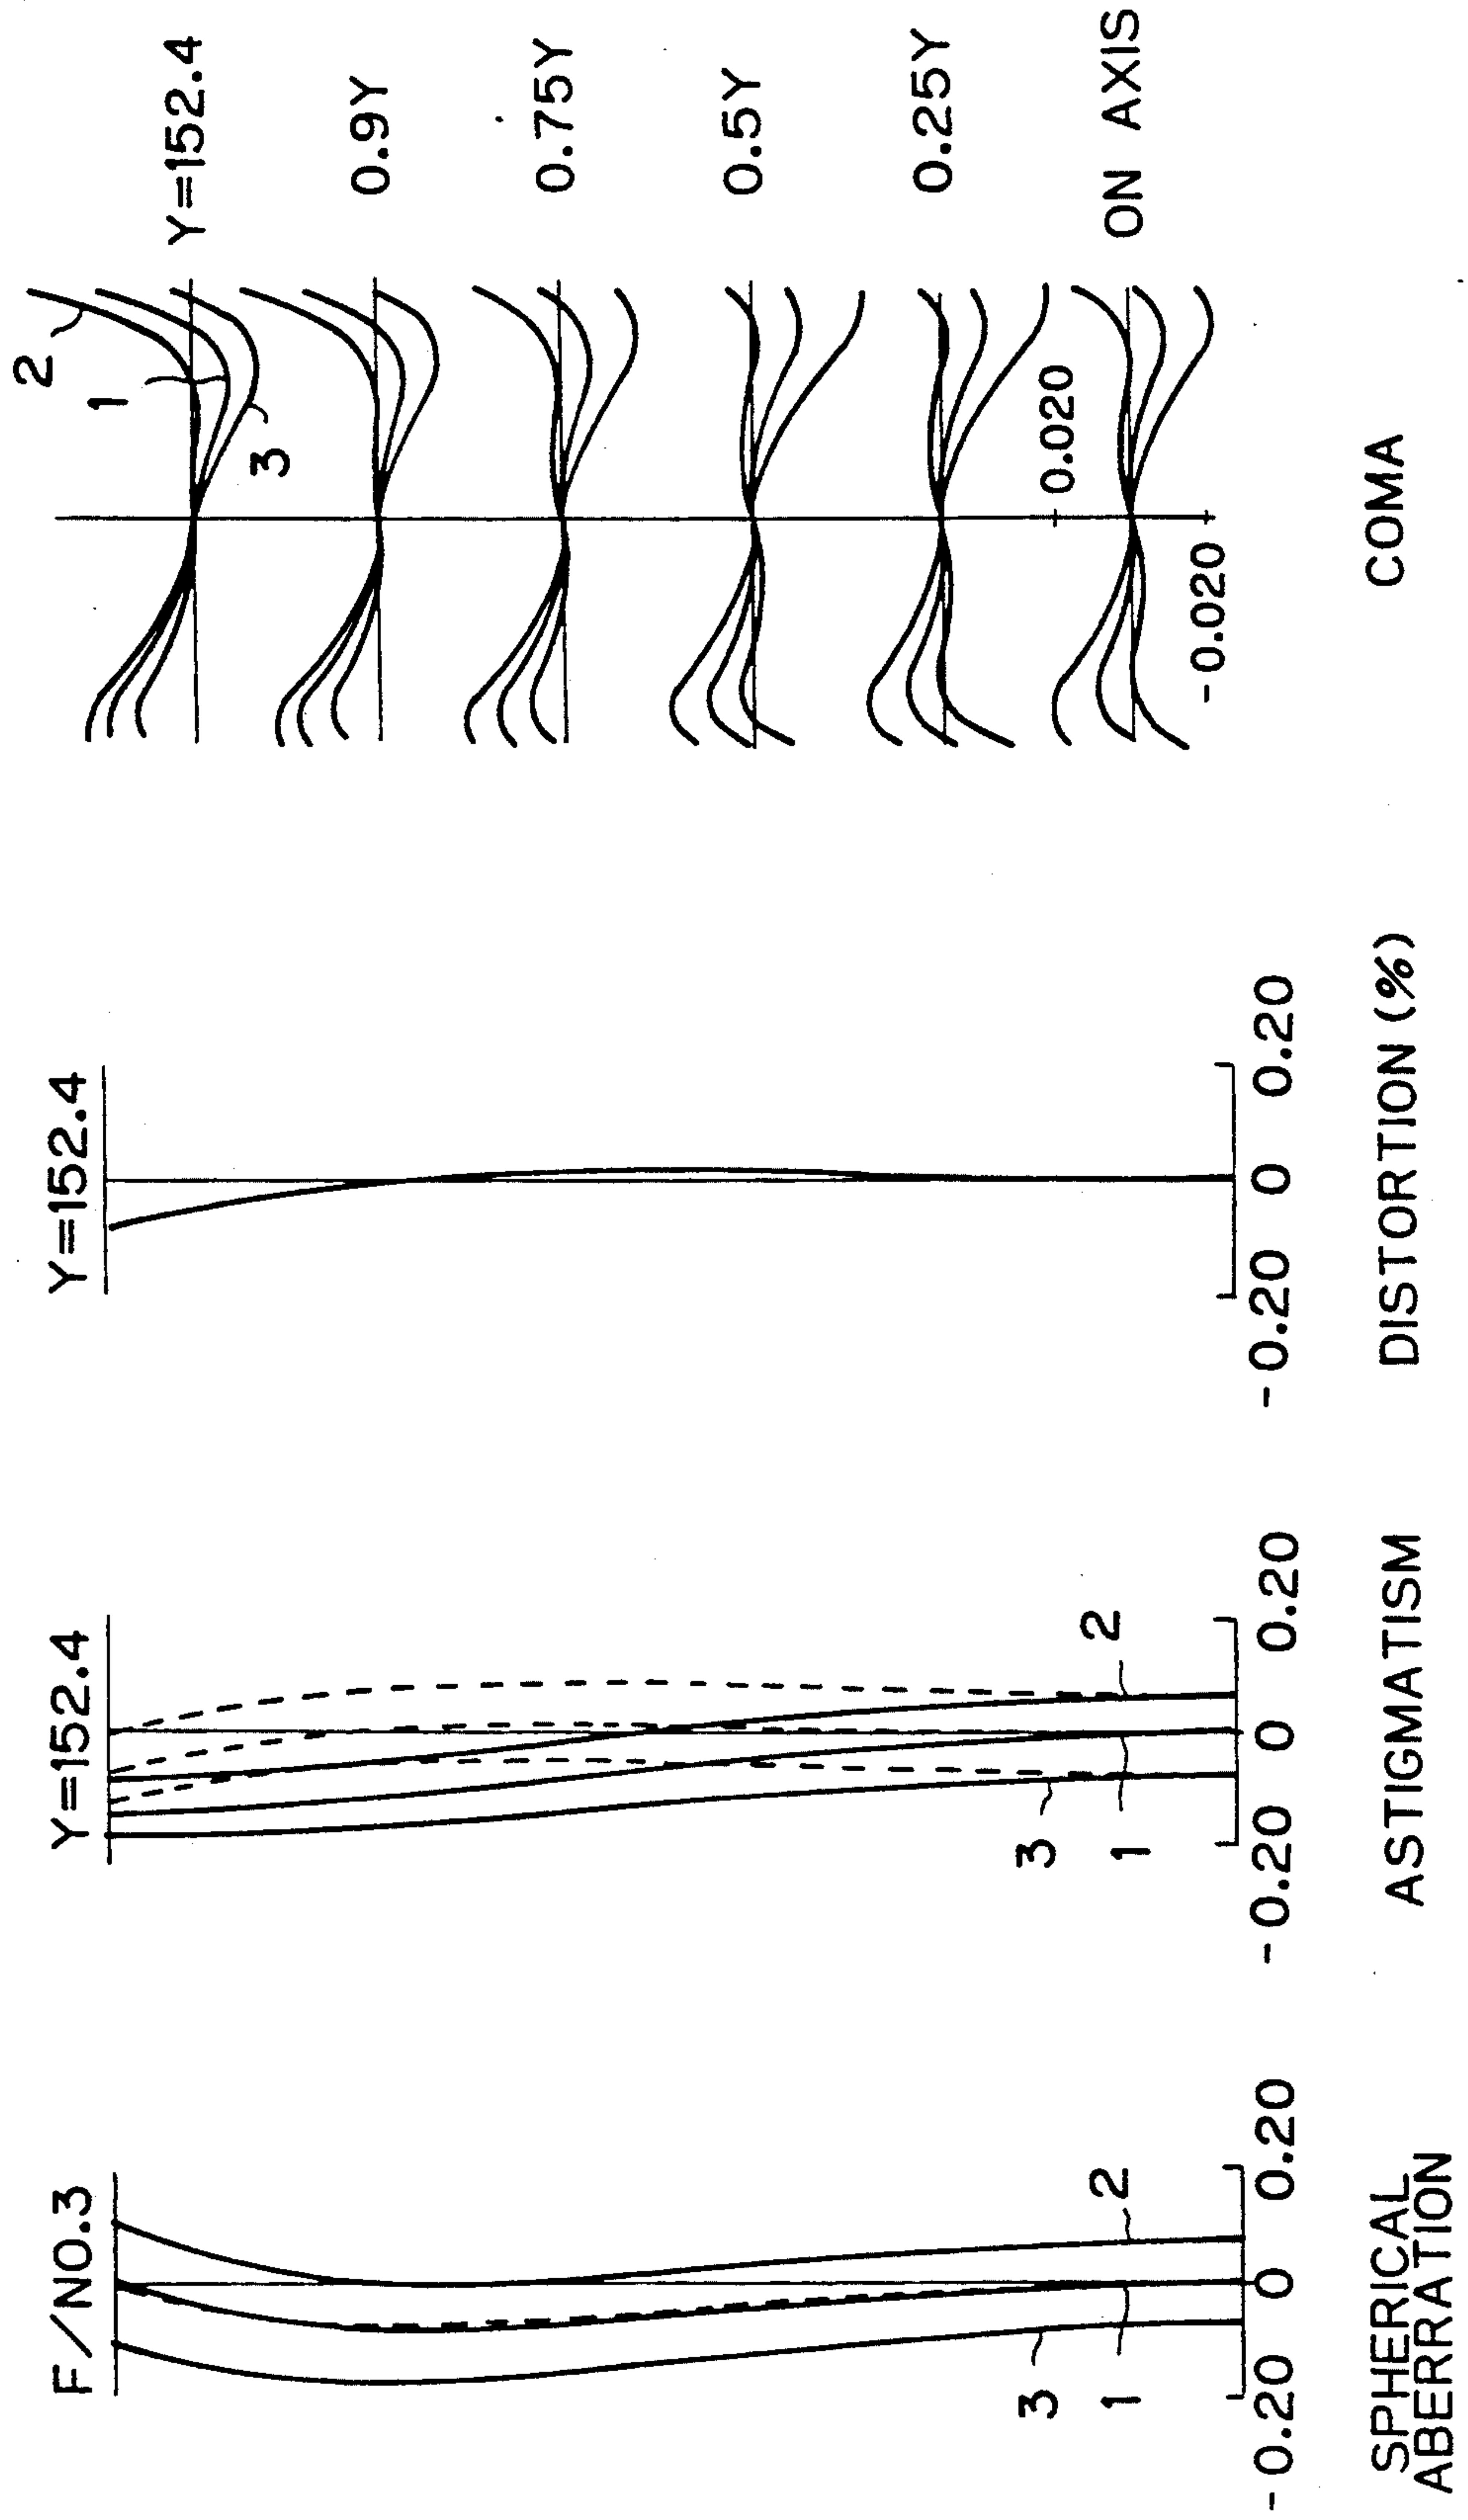 F/NO.3
2
3
1
-0.20 0 0.20
SPHERICAL
ABERRATION
Y=152.4
2
3
1
-0.20 0 0.20
ASTIGMATISM
Y=152.4
-0.20 0 0.20
DISTORTION (%)
2
1
3
Y=152.4
0.9Y
0.75Y
0.5Y
0.25Y
0.020
ON AXIS
-0.020
COMA